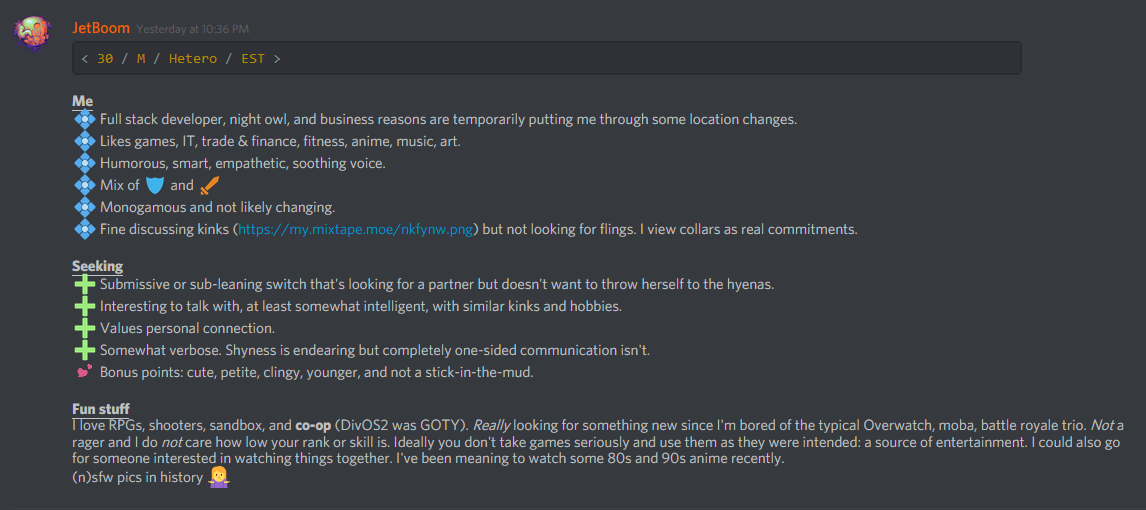 JetBoom Yesterday at 10:36 PM
< 30 / M / Hetero / EST >
Me
Full stack developer, night owl, and business reasons are temporarily putting me through some location changes.
Likes games, IT, trade & finance, fitness, anime, music, art.
Humorous, smart, empathetic, soothing voice.
Mix of 🛡 and 🗡
Monogamous and not likely changing.
Fine discussing kinks (https://my.mixtape.moe/nkfynw.png) but not looking for flings. I view collars as real commitments.
Seeking
Submissive or sub-leaning switch that's looking for a partner but doesn't want to throw herself to the hyenas.
Interesting to talk with, at least somewhat intelligent, with similar kinks and hobbies.
Values personal connection.
Somewhat verbose. Shyness is endearing but completely one-sided communication isn't.
Bonus points: cute, petite, clingy, younger, and not a stick-in-the-mud.
Fun stuff
I love RPGs, shooters, sandbox, and co-op (DivOS2 was GOTY). Really looking for something new since I'm bored of the typical Overwatch, moba, battle royale trio. Not a
rager and I do not care how low your rank or skill is. Ideally you don't take games seriously and use them as they were intended: a source of entertainment. I could also go
for someone interested in watching things together. I've been meaning to watch some 80s and 90s anime recently.
(n)sfw pics in history